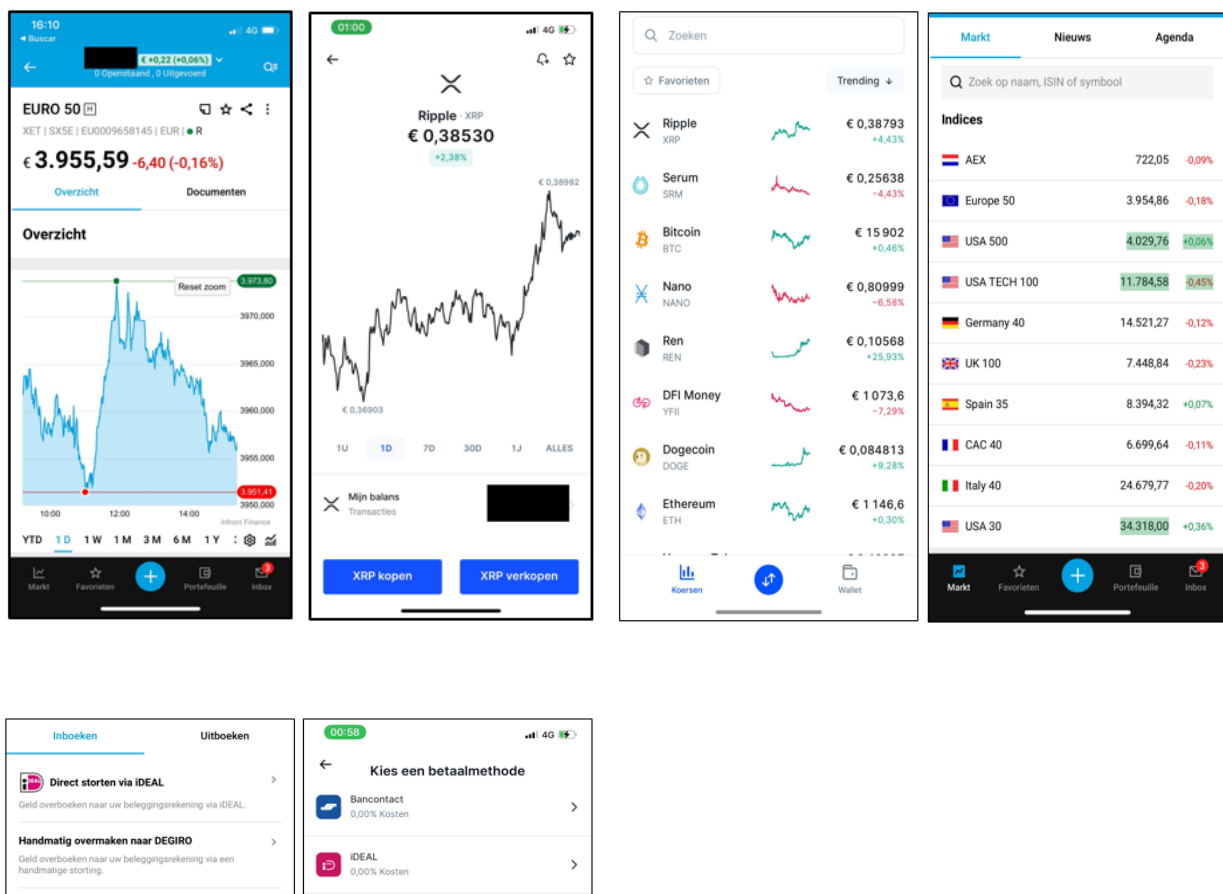 16:10
4G
◀ Buscar
€ +0,22 (+0,06%)
0 Openstaand , 0 Uitgevoerd
EURO 50 H
XET | SX5E | EU0009658145 | EUR | R
€ 3.955,59 -6,40 (-0,16%)
Overzicht Documenten
Overzicht
Reset zoom
3.973,80
3970,000
3965,000
3960,000
3955,000
3.951,41
3950,000
10:00 12:00 14:00
Infront Finance
YTD 1 D 1 W 1 M 3 M 6 M 1 Y
3
Markt Favorieten Portefeuille Inbox
01:00
4G
Ripple · XRP
€ 0,38530
+2,38%
€ 0,38982
€ 0,36903
1U 1D 7D 30D 1J ALLES
Mijn balans
Transacties
XRP kopen XRP verkopen
Zoeken
Favorieten Trending
Ripple € 0,38793
XRP +4,43%
Serum € 0,25638
SRM −4,43%
Bitcoin € 15 902
BTC +0,46%
Nano € 0,80999
NANO −6,58%
Ren € 0,10568
REN +25,93%
DFI Money € 1 073,6
YFII −7,29%
Dogecoin € 0,084813
DOGE +9,28%
Ethereum € 1 146,6
ETH +0,30%
Koersen Wallet
Markt Nieuws Agenda
Zoek op naam, ISIN of symbool
Indices
AEX 722,05 -0,09%
Europe 50 3.954,86 -0,18%
USA 500 4.029,76 +0,06%
USA TECH 100 11.784,58 -0,45%
Germany 40 14.521,27 -0,12%
UK 100 7.448,84 -0,23%
Spain 35 8.394,32 +0,07%
CAC 40 6.699,64 -0,11%
Italy 40 24.679,77 -0,20%
USA 30 34.318,00 +0,36%
3
Markt Favorieten Portefeuille Inbox
Inboeken Uitboeken
iDEAL Direct storten via iDEAL
Geld overboeken naar uw beleggingsrekening via iDEAL.
Handmatig overmaken naar DEGIRO
Geld overboeken naar uw beleggingsrekening via een
handmatige storting.
00:58
4G
Kies een betaalmethode
Bancontact
0,00% Kosten
iDEAL
0,00% Kosten